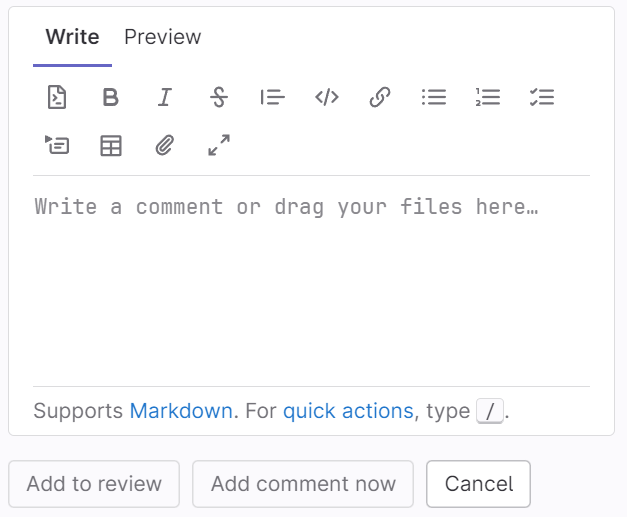 Write Preview
Write a comment or drag your files here…
Supports Markdown. For quick actions, type /.
Add to review Add comment now Cancel